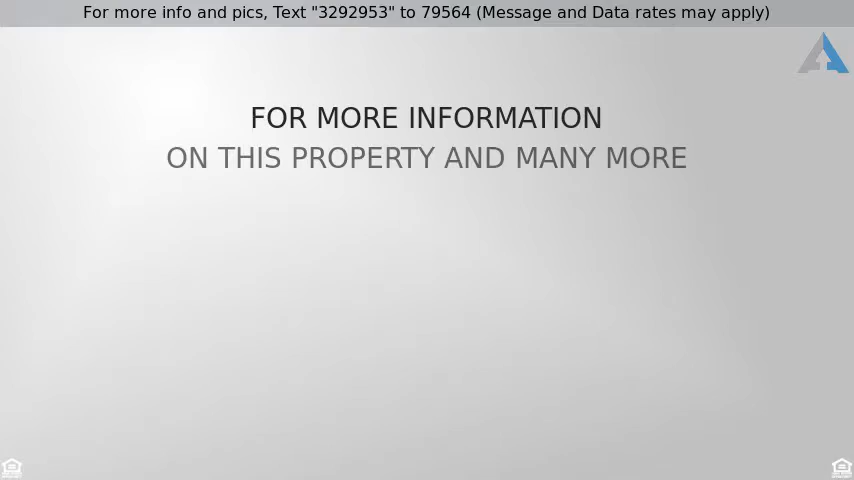 For more info and pics, Text "3292953" to 79564 (Message and Data rates may apply)
FOR MORE INFORMATION
ON THIS PROPERTY AND MANY MORE